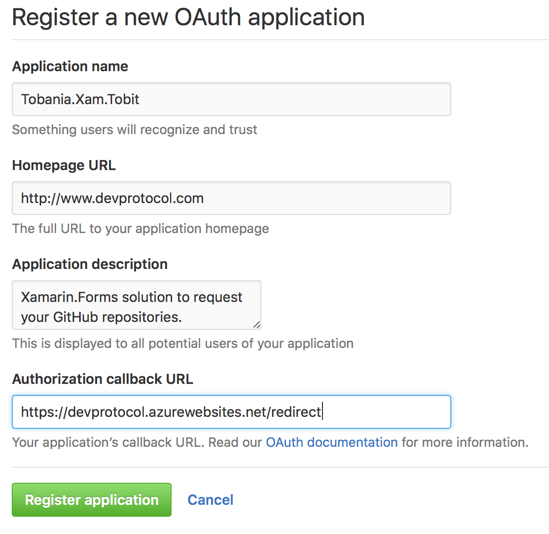 Register a new OAuth application
Application name
Tobania.Xam.Tobit
Something users will recognize and trust
Homepage URL
http://www.devprotocol.com
The full URL to your application homepage
Application description
Xamarin.Forms solution to request
your GitHub repositories.
This is displayed to all potential users of your application
Authorization callback URL
https://devprotocol.azurewebsites.net/redirect
Your application’s callback URL. Read our OAuth documentation for more information.
Register application Cancel